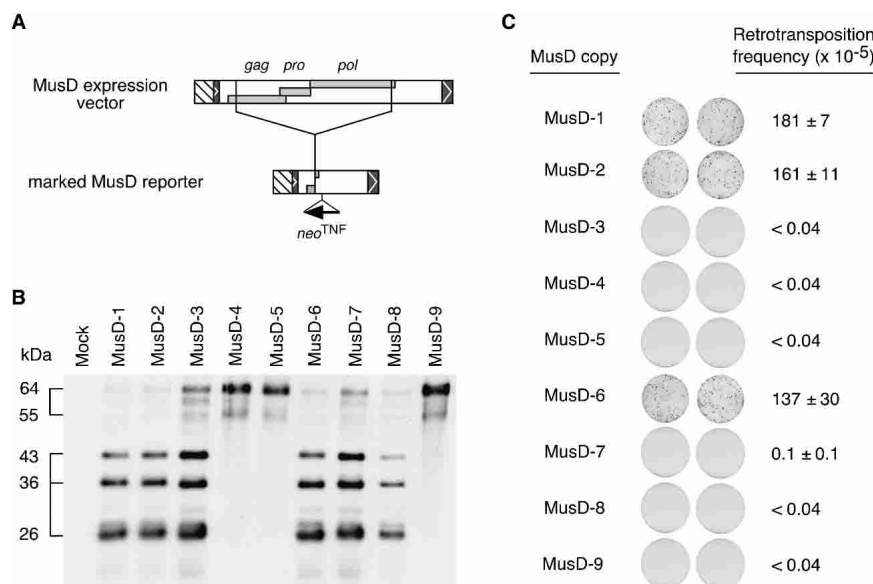 A
gag pro pol
MusD expression
vector
marked MusD reporter
neoTNF
B
kDa
Mock
MusD-1
MusD-2
MusD-3
MusD-4
MusD-5
MusD-6
MusD-7
MusD-8
MusD-9
64
55
43
36
26
C
MusD copy
Retrotransposition
frequency (x 10-5)
MusD-1 181 ± 7
MusD-2 161 ± 11
MusD-3 < 0.04
MusD-4 < 0.04
MusD-5 < 0.04
MusD-6 137 ± 30
MusD-7 0.1 ± 0.1
MusD-8 < 0.04
MusD-9 < 0.04